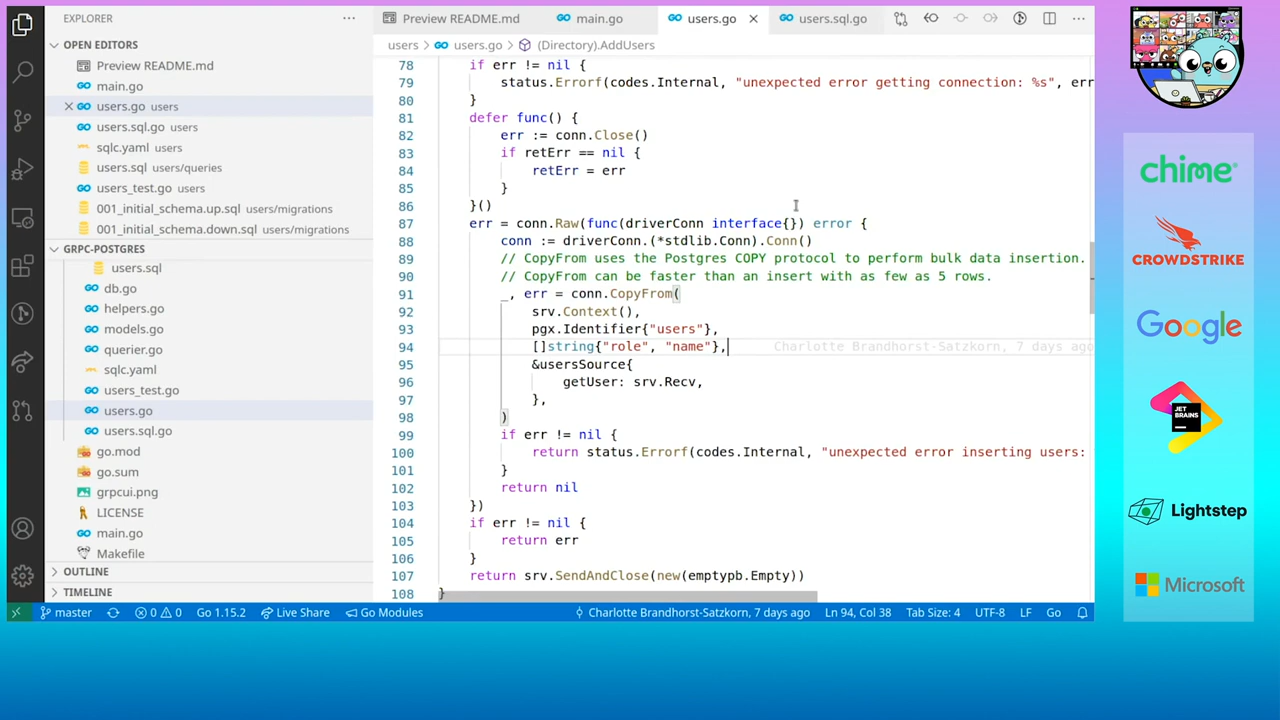 EXPLORER
OPEN EDITORS
Preview README.md
main.go
users.go users
users.sql.go users
sqlc.yaml users
users.sql users/queries
users_test.go users
001_initial_schema.up.sql users/migrations
001_initial_schema.down.sql users/migrations
GRPC-POSTGRES
users.sql
db.go
helpers.go
models.go
querier.go
sqlc.yaml
users_test.go
users.go
users.sql.go
go.mod
go.sum
grpcui.png
LICENSE
main.go
Makefile
OUTLINE
TIMELINE
Preview README.md main.go users.go users.sql.go
users > users.go > (Directory).AddUsers
78 if err != nil {
79 status.Errorf(codes.Internal, "unexpected error getting connection: %s", err
80 }
81 defer func() {
82 err := conn.Close()
83 if retErr == nil {
84 retErr = err
85 }
86 }()
87 err = conn.Raw(func(driverConn interface{}) error {
88 conn := driverConn.(*stdlib.Conn).Conn()
89 // CopyFrom uses the Postgres COPY protocol to perform bulk data insertion.
90 // CopyFrom can be faster than an insert with as few as 5 rows.
91 _, err = conn.CopyFrom(
92 srv.Context(),
93 pgx.Identifier{"users"},
94 []string{"role", "name"}, Charlotte Brandhorst-Satzkorn, 7 days ago
95 &usersSource{
96 getUser: srv.Recv,
97 },
98 )
99 if err != nil {
100 return status.Errorf(codes.Internal, "unexpected error inserting users:
101 }
102 return nil
103 })
104 if err != nil {
105 return err
106 }
107 return srv.SendAndClose(new(emptypb.Empty))
108 }
master 0 0 Go 1.15.2 Live Share Go Modules Charlotte Brandhorst-Satzkorn, 7 days ago Ln 94, Col 38 Tab Size: 4 UTF-8 LF Go
chime
CROWDSTRIKE
Google
JET
BRAINS
Lightstep
Microsoft